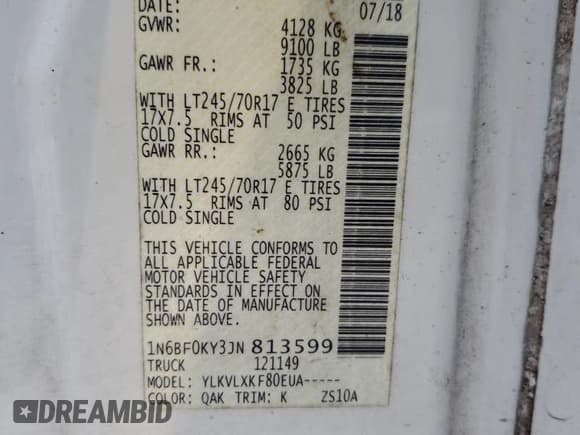 DATE: 07/18
GVWR: 4128 KG
9100 LB
GAWR FR.: 1735 KG
3825 LB
WITH LT245/70R17 E TIRES
17X7.5 RIMS AT 50 PSI
COLD SINGLE
GAWR RR.: 2665 KG
5875 LB
WITH LT245/70R17 E TIRES
17X7.5 RIMS AT 80 PSI
COLD SINGLE
THIS VEHICLE CONFORMS TO
ALL APPLICABLE FEDERAL
MOTOR VEHICLE SAFETY
STANDARDS IN EFFECT ON
THE DATE OF MANUFACTURE
SHOWN ABOVE.
1N6BF0KY3JN813599
TRUCK 121149
MODEL: YLKVLXKF80EUA-----
COLOR: QAK TRIM: K ZS10A
DREAMBID